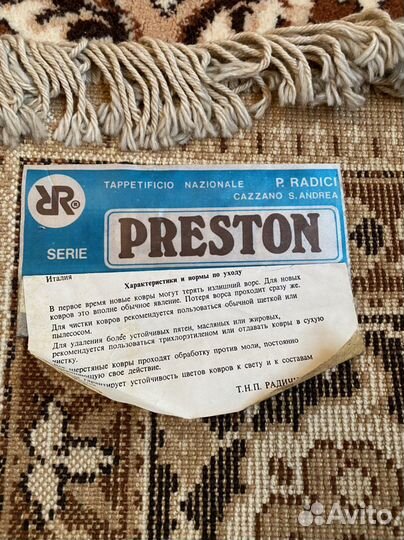 RR®
TAPPETIFICIO NAZIONALE P. RADICI
CAZZANO S. ANDREA
SERIE PRESTON
Италия
Характеристики и нормы по уходу
В первое время новые ковры могут терять излишний ворс. Для новых
ковров это вполне обычное явление. Потеря ворса проходит сразу же.
Для чистки ковров рекомендуется пользоваться обычной щеткой или
пылесосом.
Для удаления более устойчивых пятен, масляных или жировых,
рекомендуется пользоваться трихлорэтиленом или отдавать ковры в сухую
чистку.
ковры проходят обработку против моли, постоянно
свое действие.
устойчивость цветов ковров к свету и к составам
Т.Н.П.
Avito